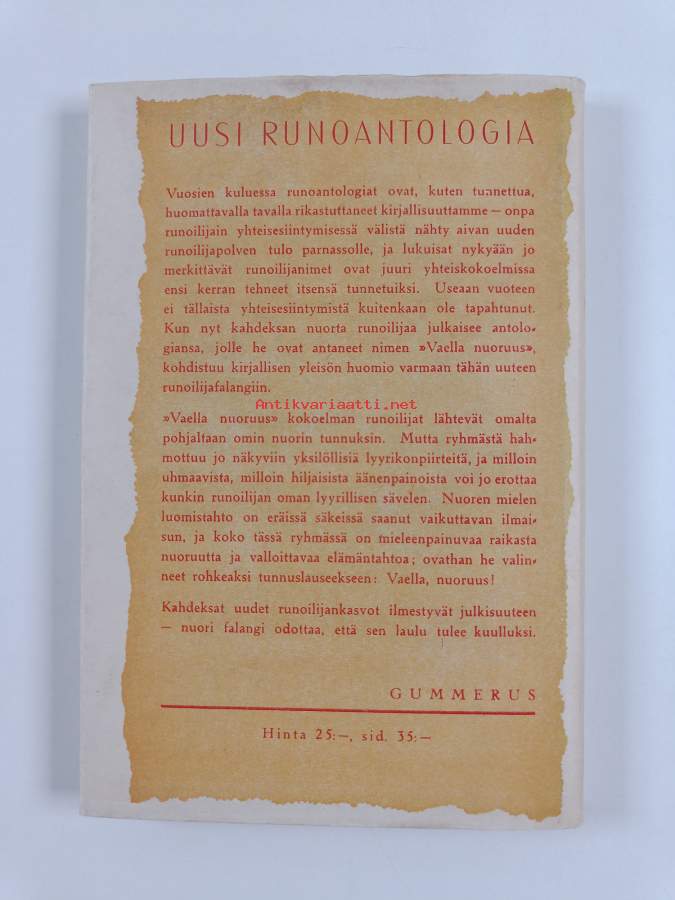 UUSI RUNOANTOLOGIA
Vuosien kuluessa runoantologiat ovat, kuten tunnettua,
huomattavalla tavalla rikastuttaneet kirjallisuuttamme — onpa
runoilijain yhteisesiintymisessä välistä nähty aivan uuden
runoilijapolven tulo parnassolle, ja lukuisat nykyään jo
merkittävät runoilijanimet ovat juuri yhteiskokoelmissa
ensi kerran tehneet itsensä tunnetuiksi. Useaan vuoteen
ei tällaista yhteisesiintymistä kuitenkaan ole tapahtunut.
Kun nyt kahdeksan nuorta runoilijaa julkaisee antolo-
giansa, jolle he ovat antaneet nimen »Vaella nuoruus»,
kohdistuu kirjallisen yleisön huomio varmaan tähän uuteen
runoilijafalangiin.
Antikvariaatti.net
»Vaella nuoruus» kokoelman runoilijat lähtevät omalta
pohjaltaan omin nuorin tunnuksin. Mutta ryhmästä hah-
mottuu jo näkyviin yksilöllisiä lyyrikonpiirteitä, ja milloin
uhmaavista, milloin hiljaisista äänenpainoista voi jo erottaa
kunkin runoilijan oman lyyrillisen sävelen. Nuoren mielen
luomistahto on eräissä säkeissä saanut vaikuttavan ilmai-
sun, ja koko tässä ryhmässä on mieleenpainuvaa raikasta
nuoruutta ja valloittavaa elämäntahtoa; ovathan he valin-
neet rohkeaksi tunnuslauseekseen: Vaella, nuoruus!
Kahdeksat uudet runoilijankasvot ilmestyvät julkisuuteen
— nuori falangi odottaa, että sen laulu tulee kuulluksi.
GUMMERUS
Hinta 25:—, sid. 35:—